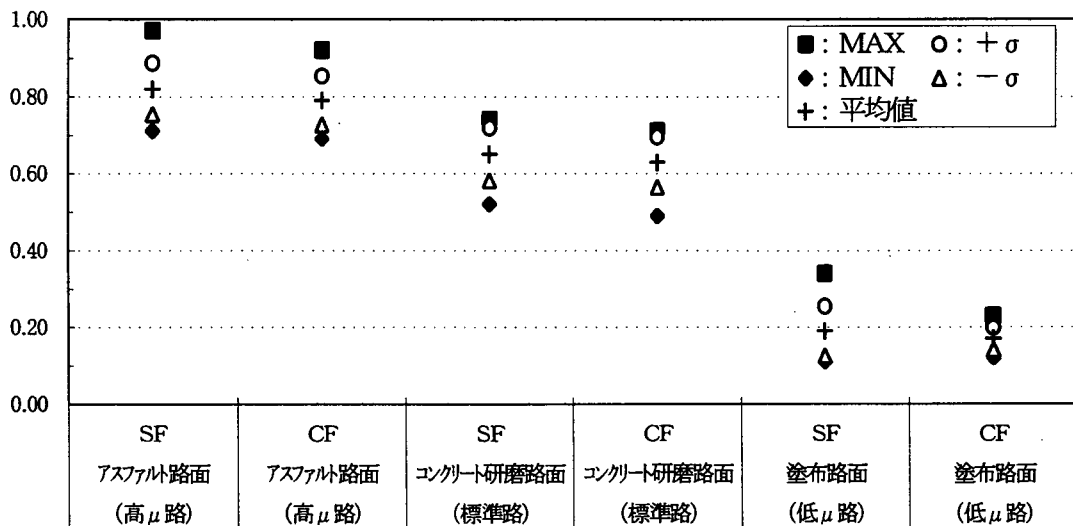 1.00
0.80
0.60
0.40
0.20
0.00
■: MAX ○: +σ
◆: MIN △: −σ
+: 平均値
SF CF SF CF SF CF
アスファルト路面 アスファルト路面 コンクリート研磨路面 コンクリート研磨路面 塗布路面 塗布路面
(高μ路) (高μ路) (標準路) (標準路) (低μ路) (低μ路)